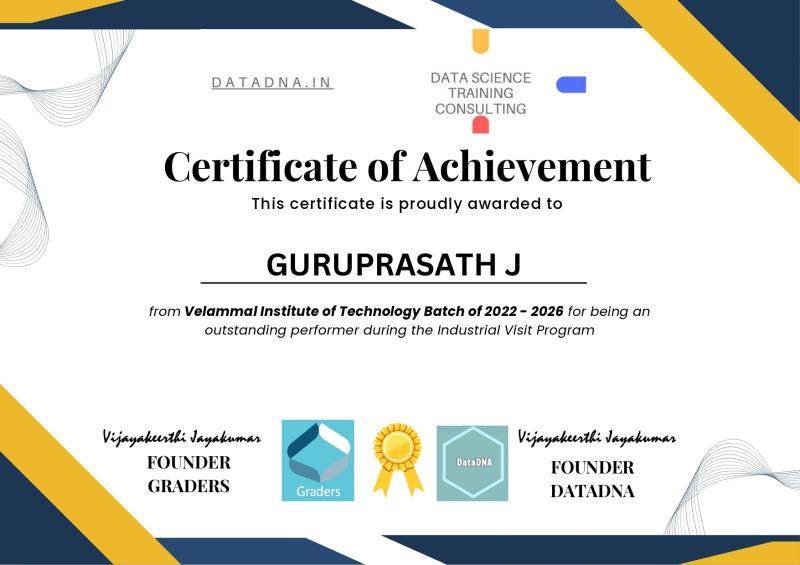 DATADNA.IN
DATA SCIENCE
TRAINING
CONSULTING
Certificate of Achievement
This certificate is proudly awarded to
GURUPRASATH J
from Velammal Institute of Technology Batch of 2022 - 2026 for being an
outstanding performer during the Industrial Visit Program
Vijayakeerthi Jayakumar
FOUNDER
GRADERS
Graders
DataDNA
Vijayakeerthi Jayakumar
FOUNDER
DATADNA